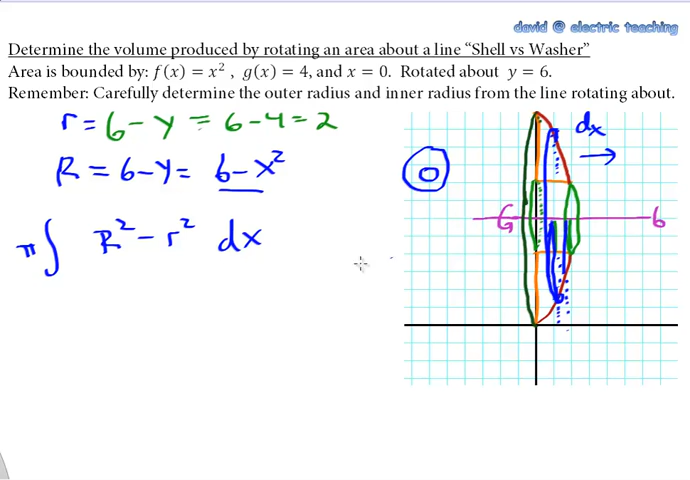 david @ electric teaching
Determine the volume produced by rotating an area about a line “Shell vs Washer”
Area is bounded by: f(x) = x², g(x) = 4, and x = 0. Rotated about y = 6.
Remember: Carefully determine the outer radius and inner radius from the line rotating about.
r = 6 - y = 6 - 4 = 2
R = 6 - y = 6 - x²
π∫ R² - r² dx
dx
6